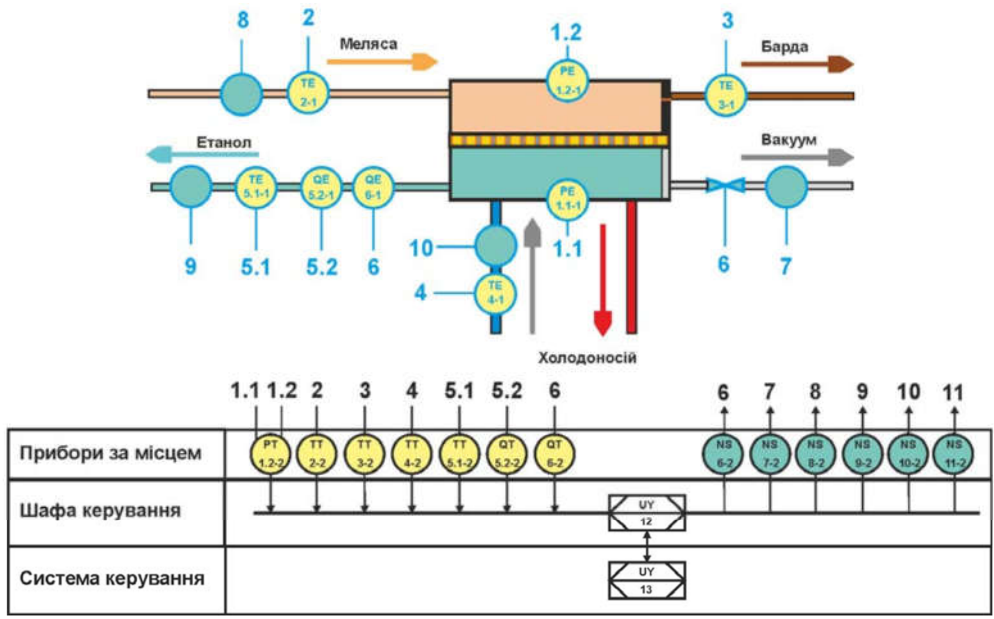 8
2
1.2
3
Меляса
Барда
TE
2-1
PE
1.2-1
TE
3-1
Етанол
Вакуум
TE
5.1-1
QE
5.2-1
QE
6-1
PE
1.1-1
9
5.1
5.2
6
10
4
TE
4-1
1.1
6
7
Холодоносій
1.1 1.2 2 3 4 5.1 5.2 6 6 7 8 9 10 11
Прибори за місцем
PT TT TT TT TT QT QT NS NS NS NS NS NS
1.2-2 2-2 3-2 4-2 5.1-2 5.2-2 6-2 6-2 7-2 8-2 9-2 10-2 11-2
Шафа керування
UY
12
Система керування
UY
13